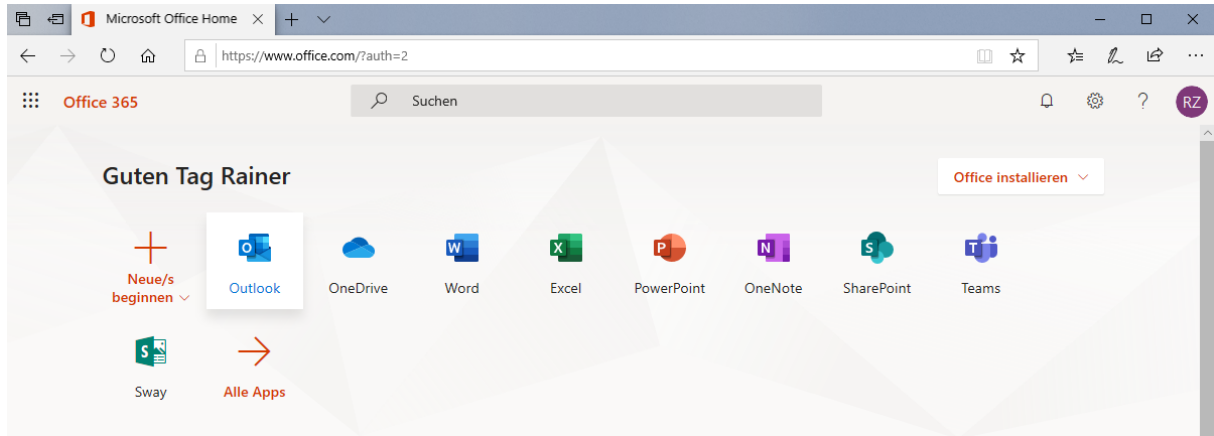 Microsoft Office Home
https://www.office.com/?auth=2
Office 365
Suchen
RZ
Guten Tag Rainer
Office installieren
Neue/s beginnen
Outlook
OneDrive
Word
Excel
PowerPoint
OneNote
SharePoint
Teams
Sway
Alle Apps